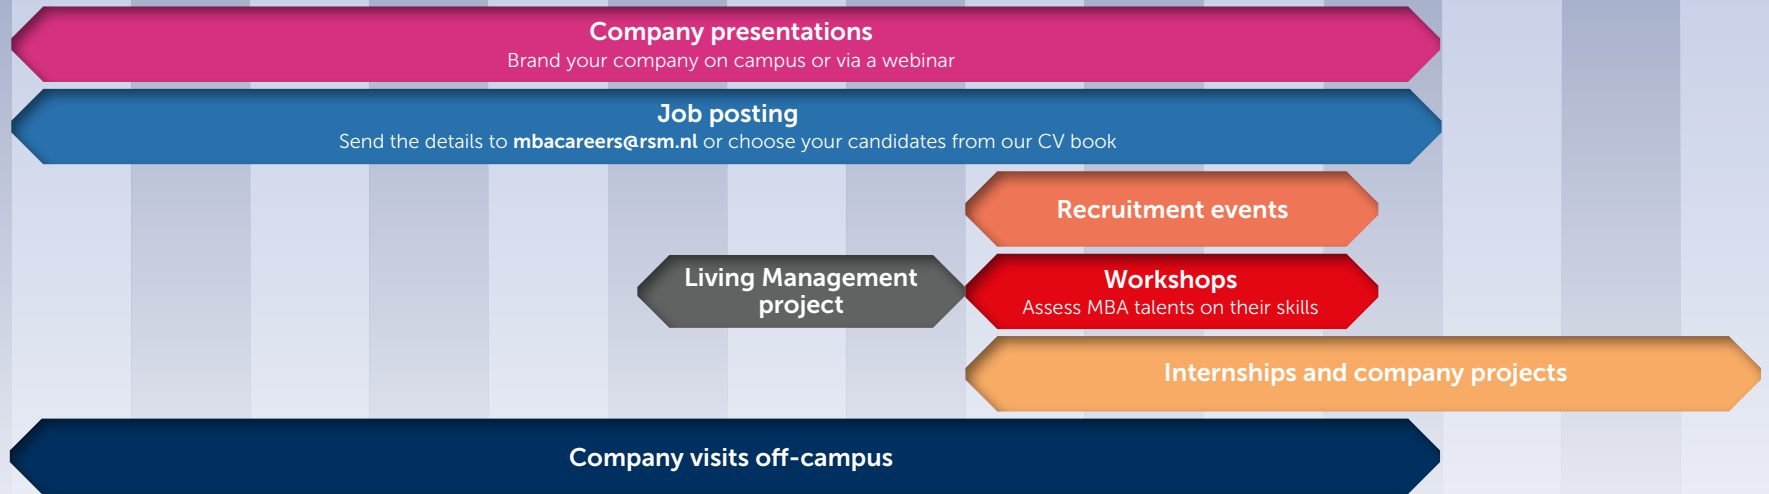 Company presentations
Brand your company on campus or via a webinar
Job posting
Send the details to mbacareers@rsm.nl or choose your candidates from our CV book
Recruitment events
Living Management
project
Workshops
Assess MBA talents on their skills
Internships and company projects
Company visits off-campus